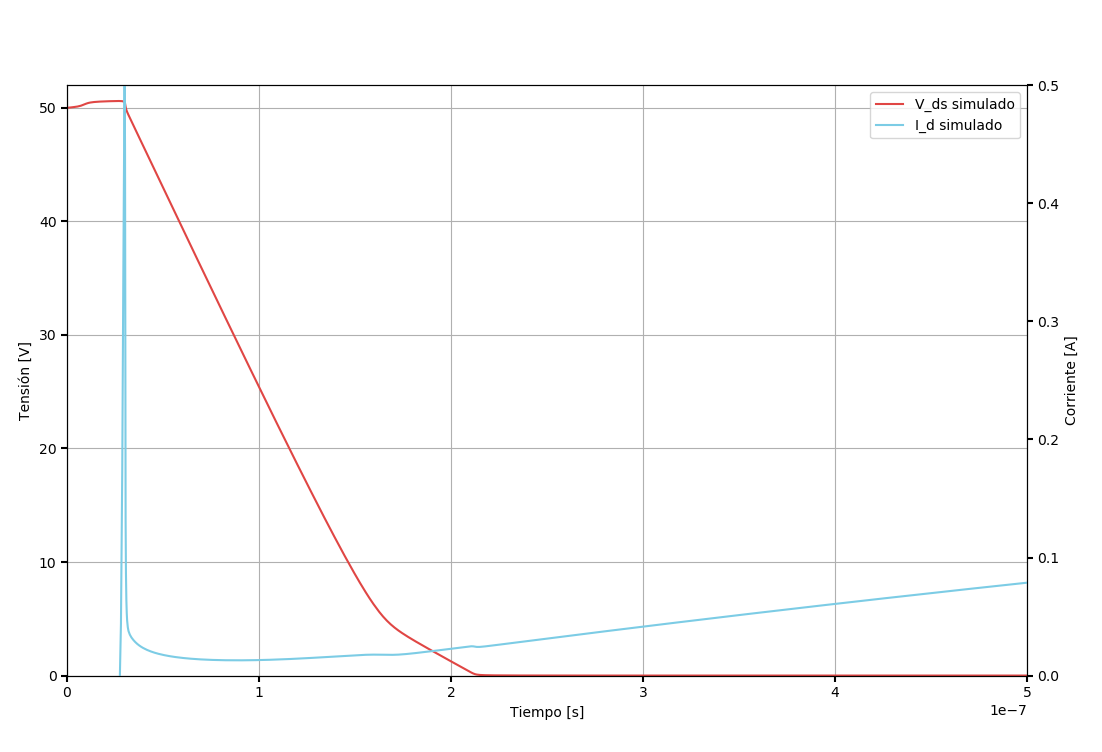 V_ds simulado
I_d simulado
50
40
30
20
10
0
Tensión [V]
0.5
0.4
0.3
0.2
0.1
0.0
Corriente [A]
0 1 2 3 4 5
Tiempo [s]
1e−7